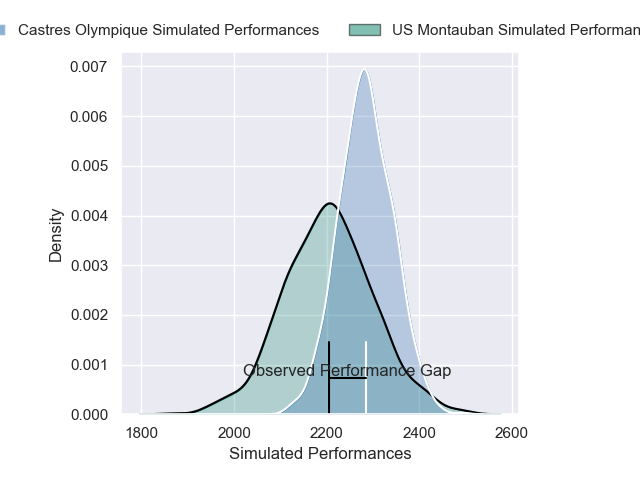 Castres Olympique Simulated Performances
US Montauban Simulated Performan
0.007
0.006
0.005
0.004
0.003
0.002
0.001
0.000
Density
Observed Performance Gap
1800 2000 2200 2400 2600
Simulated Performances